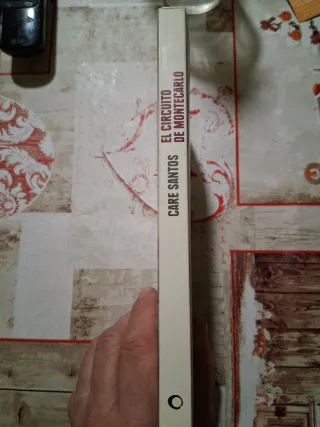 EL CIRCUITO
DE MONTECARLO
CARE SANTOS